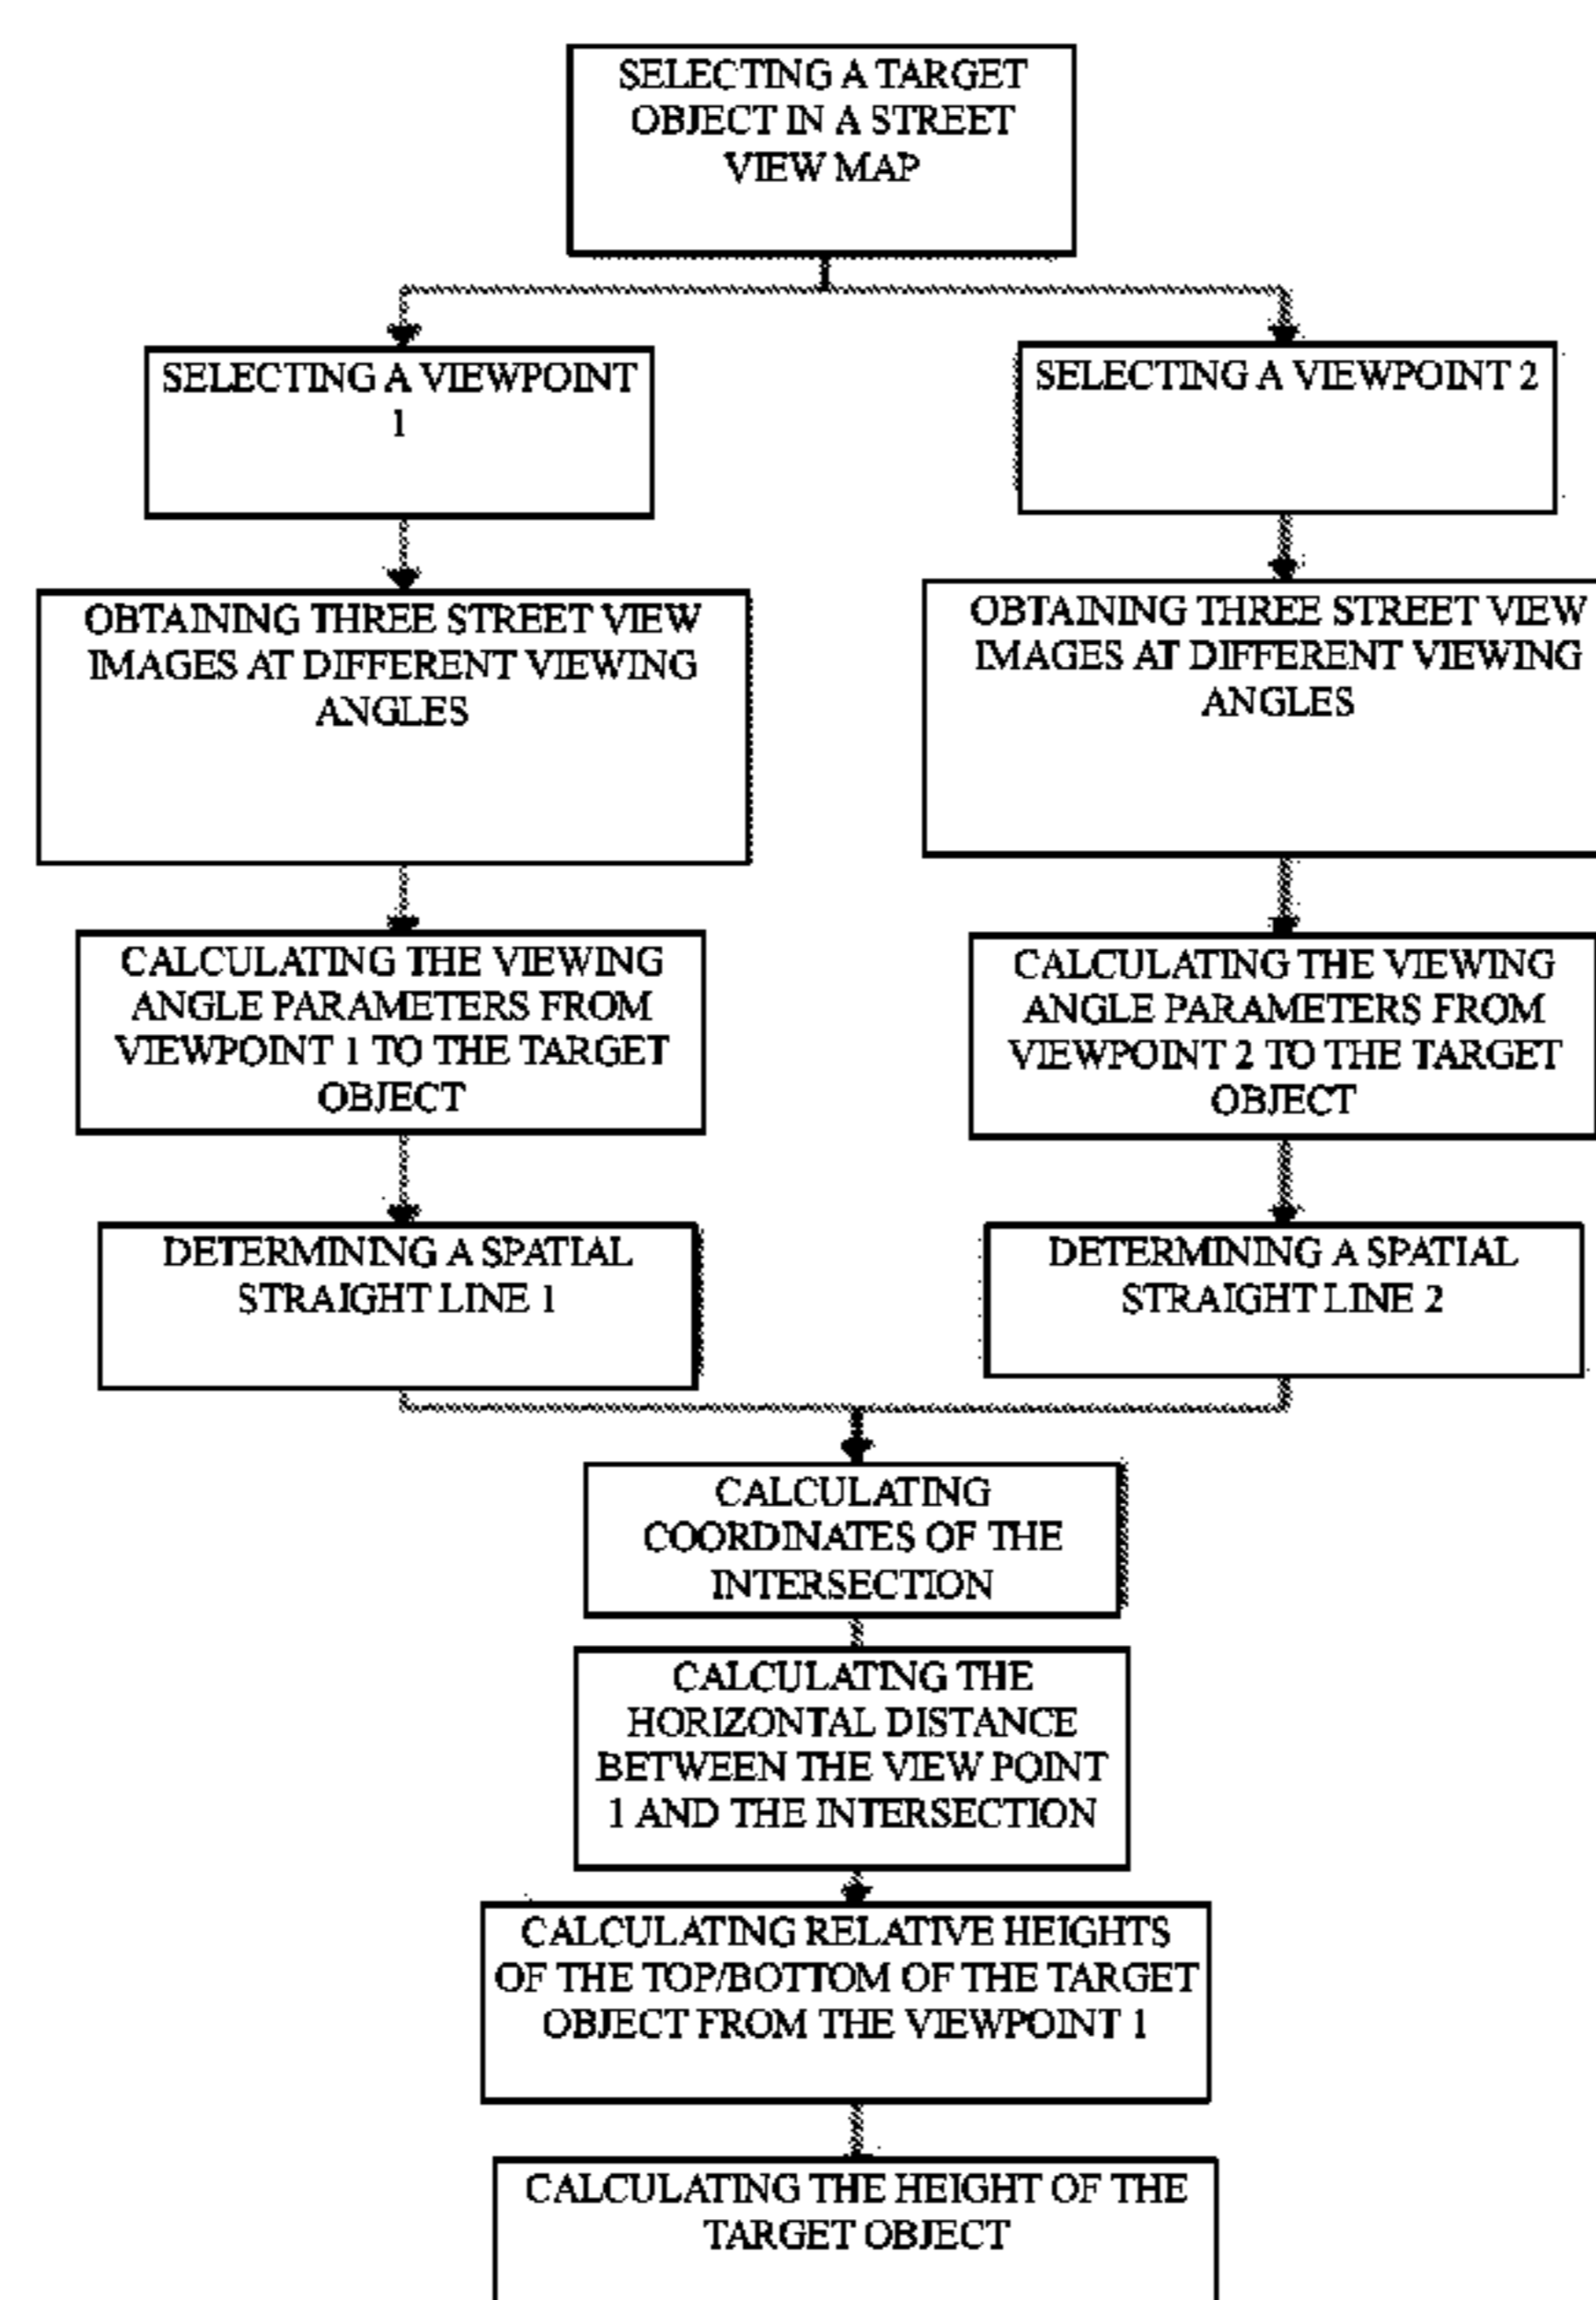 SELECTING A TARGET
OBJECT IN A STREET
VIEW MAP
SELECTING A VIEWPOINT
1
SELECTING A VIEWPOINT 2
OBTAINING THREE STREET VIEW
IMAGES AT DIFFERENT VIEWING
ANGLES
OBTAINING THREE STREET VIEW
IMAGES AT DIFFERENT VIEWING
ANGLES
CALCULATING THE VIEWING
ANGLE PARAMETERS FROM
VIEWPOINT 1 TO THE TARGET
OBJECT
CALCULATING THE VIEWING
ANGLE PARAMETERS FROM
VIEWPOINT 2 TO THE TARGET
OBJECT
DETERMINING A SPATIAL
STRAIGHT LINE 1
DETERMINING A SPATIAL
STRAIGHT LINE 2
CALCULATING
COORDINATES OF THE
INTERSECTION
CALCULATING THE
HORIZONTAL DISTANCE
BETWEEN THE VIEW POINT
1 AND THE INTERSECTION
CALCULATING RELATIVE HEIGHTS
OF THE TOP/BOTTOM OF THE TARGET
OBJECT FROM THE VIEWPOINT 1
CALCULATING THE HEIGHT OF THE
TARGET OBJECT